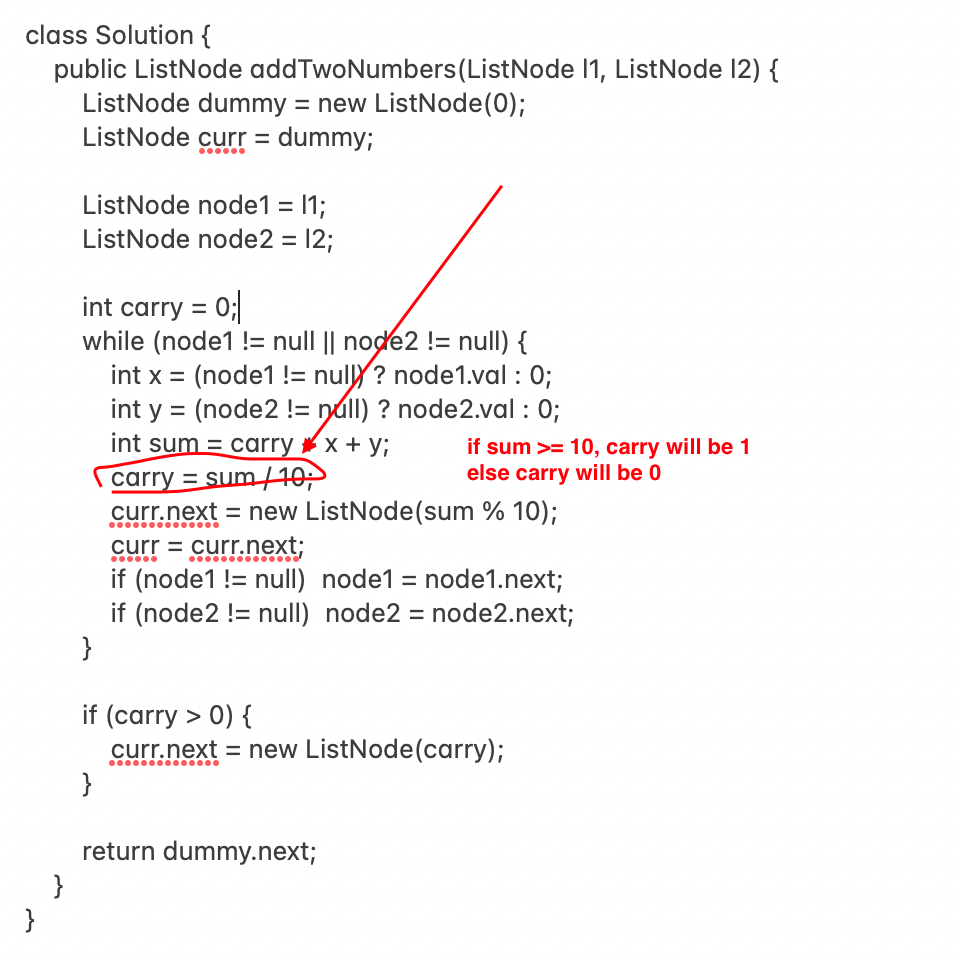 class Solution {
public ListNode addTwoNumbers(ListNode l1, ListNode l2) {
ListNode dummy = new ListNode(0);
ListNode curr = dummy;
ListNode node1 = l1;
ListNode node2 = l2;
int carry = 0;
while (node1 != null || node2 != null) {
int x = (node1 != null) ? node1.val : 0;
int y = (node2 != null) ? node2.val : 0;
int sum = carry + x + y;
if sum >= 10, carry will be 1
else carry will be 0
carry = sum / 10;
curr.next = new ListNode(sum % 10);
curr = curr.next;
if (node1 != null)  node1 = node1.next;
if (node2 != null)  node2 = node2.next;
}
if (carry > 0) {
curr.next = new ListNode(carry);
}
return dummy.next;
}
}